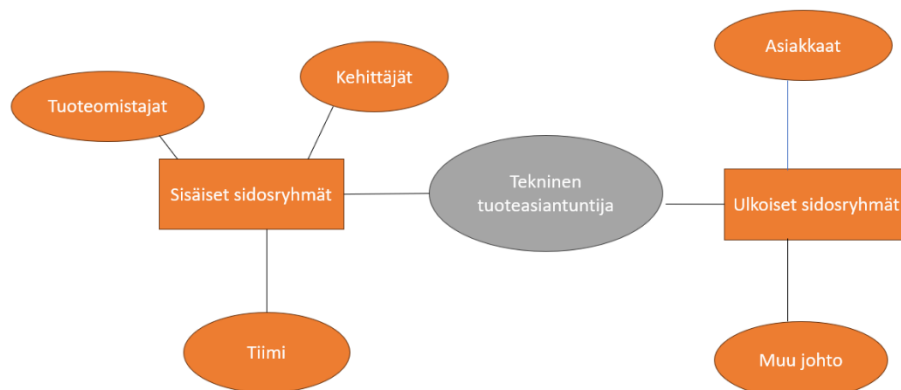 Asiakkaat
Kehittäjät
Tuoteomistajat
Tekninen
tuoteasiantuntija
Sisäiset sidosryhmät
Ulkoiset sidosryhmät
Tiimi
Muu johto